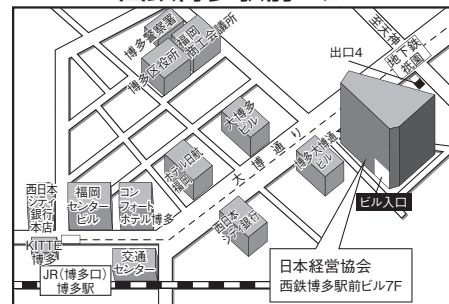 博多警察署
福岡
商工会議所
博多区役所
至天神
地下鉄
祇園
出口4
大博多
ビル
大博通り
ホテル日航
福岡
博多大博通
ビル
西日本
シティ銀行
西日本
シティ
銀行
本店
福岡
センター
ビル
コン
フォート
ホテル博多
KITTE
博多
交通
センター
JR(博多口)
博多駅
ビル入口
日本経営協会
西鉄博多駅前ビル7F